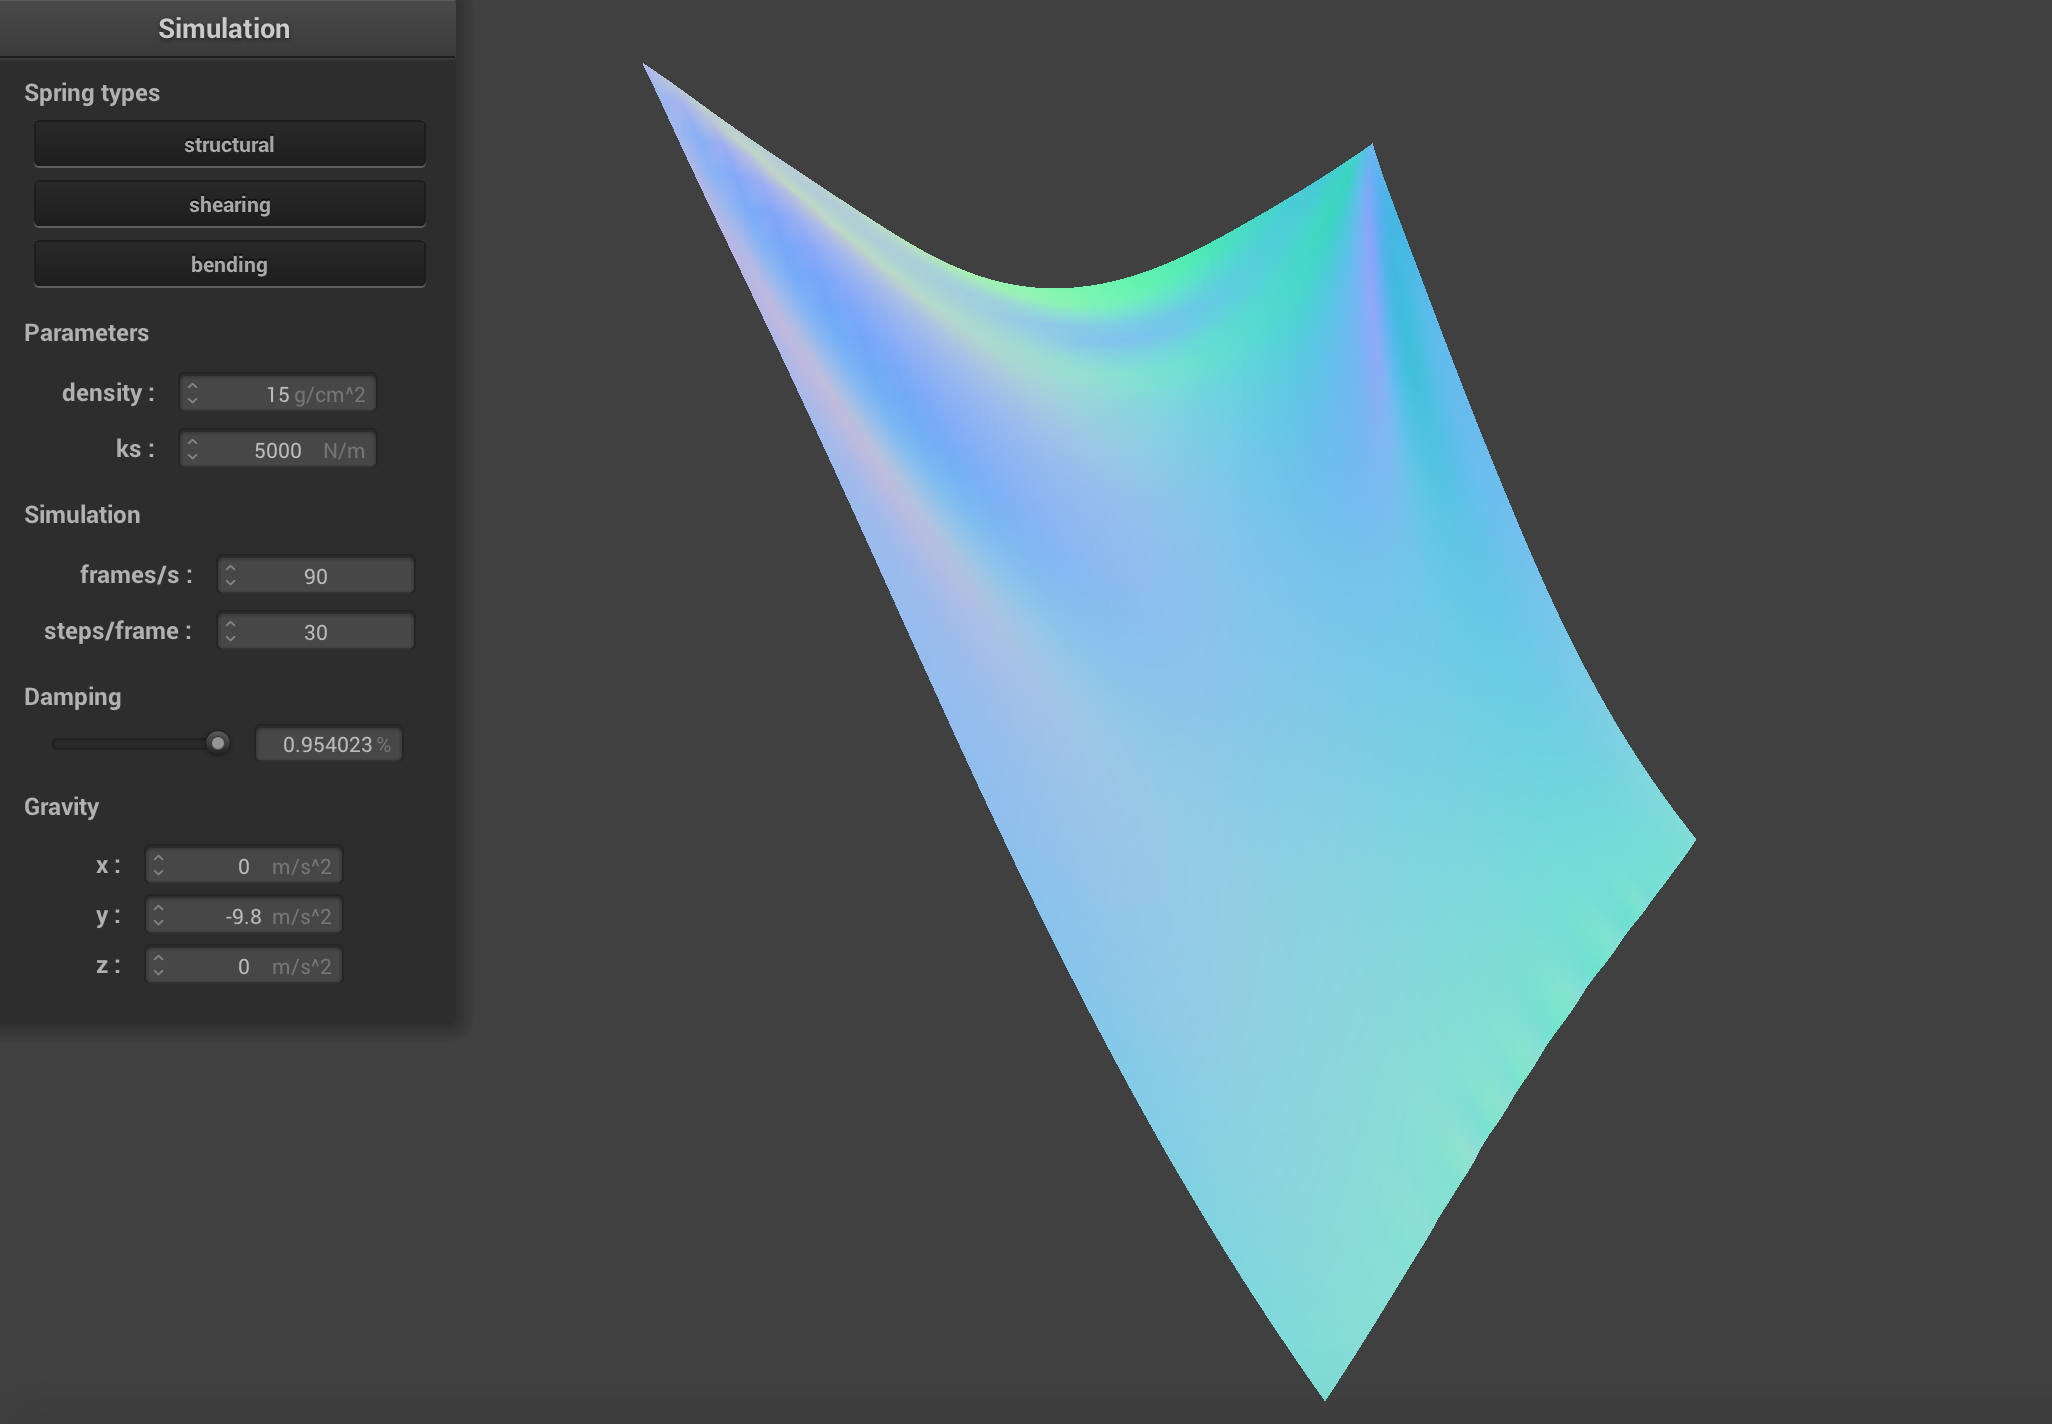 Simulation
Spring types
structural
shearing
bending
Parameters
density : 15 g/cm^2
ks : 5000 N/m
Simulation
frames/s : 90
steps/frame : 30
Damping
0.954023 %
Gravity
x : 0 m/s^2
y : -9.8 m/s^2
z : 0 m/s^2